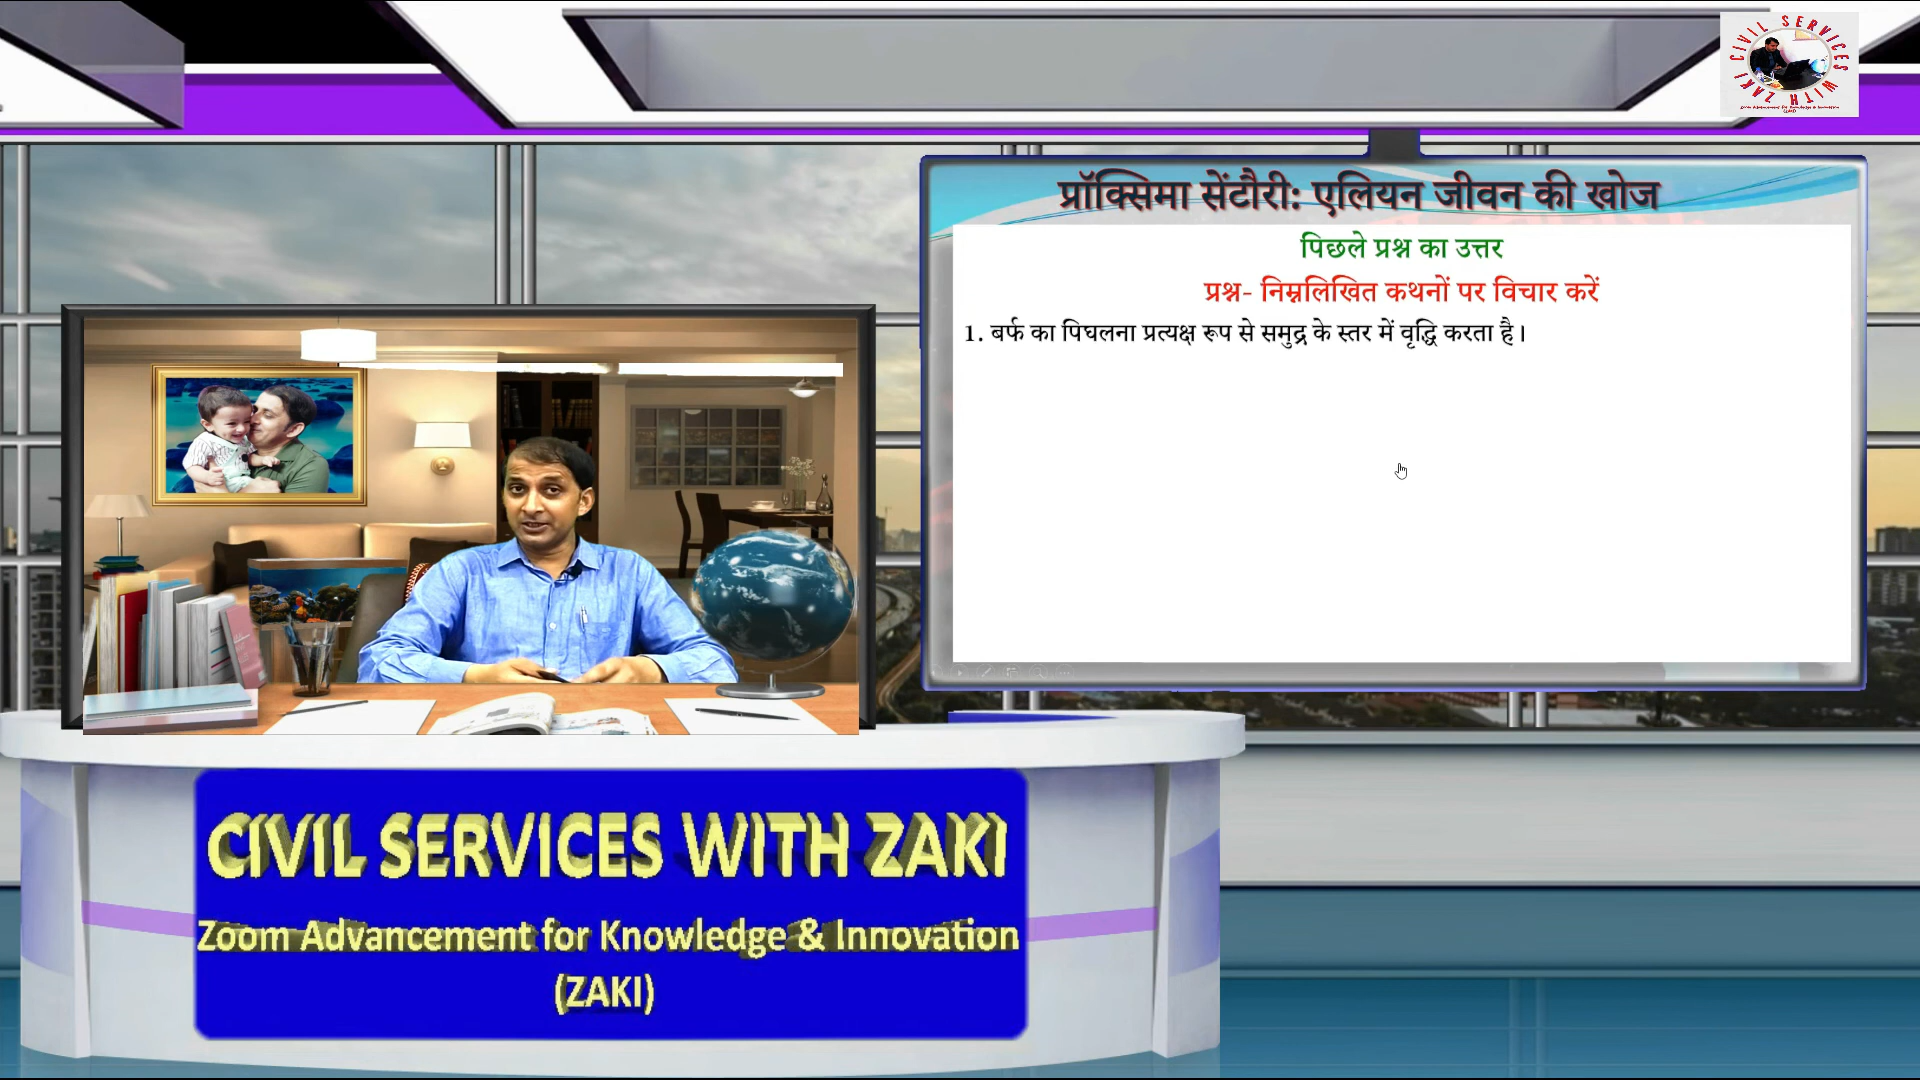 CIVIL SERVICES WITH ZAKI
प्रॉक्सिमा सेंटौरी: एलियन जीवन की खोज
पिछले प्रश्न का उत्तर
प्रश्न- निम्नलिखित कथनों पर विचार करें
1. बर्फ का पिघलना प्रत्यक्ष रूप से समुद्र के स्तर में वृद्धि करता है।
CIVIL SERVICES WITH ZAKI
Zoom Advancement for Knowledge & Innovation
(ZAKI)